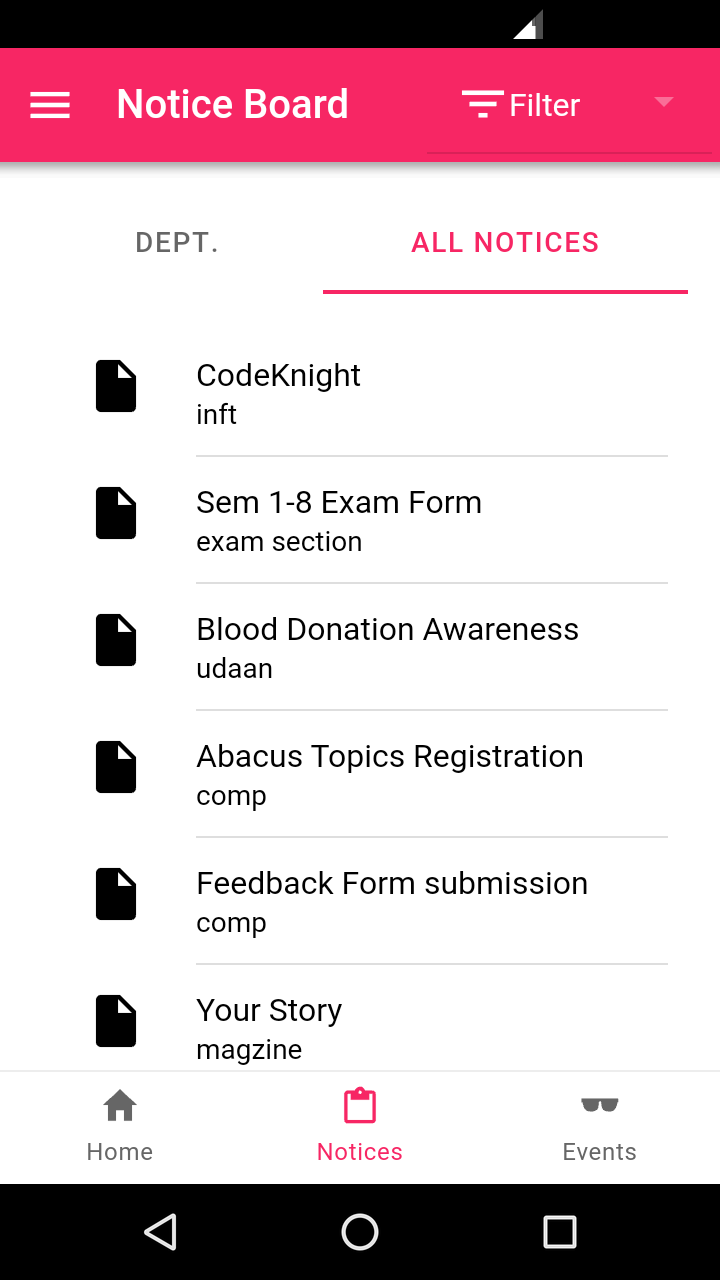 Notice Board
Filter
DEPT.
ALL NOTICES
CodeKnight
inft
Sem 1-8 Exam Form
exam section
Blood Donation Awareness
udaan
Abacus Topics Registration
comp
Feedback Form submission
comp
Your Story
magzine
Home
Notices
Events